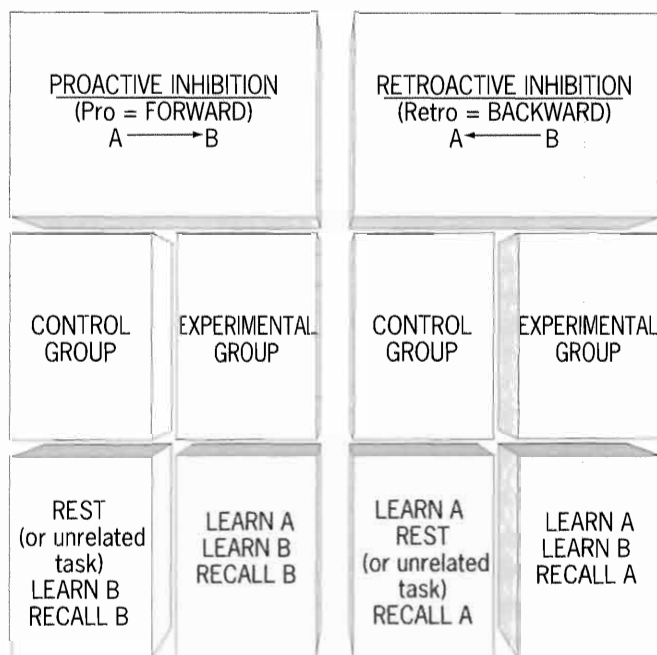 PROACTIVE INHIBITION
(Pro = FORWARD)
A → B
RETROACTIVE INHIBITION
(Retro = BACKWARD)
A ← B
CONTROL
GROUP
EXPERIMENTAL
GROUP
CONTROL
GROUP
EXPERIMENTAL
GROUP
REST
(or unrelated
task)
LEARN B
RECALL B
LEARN A
LEARN B
RECALL B
LEARN A
REST
(or unrelated
task)
RECALL A
LEARN A
LEARN B
RECALL A